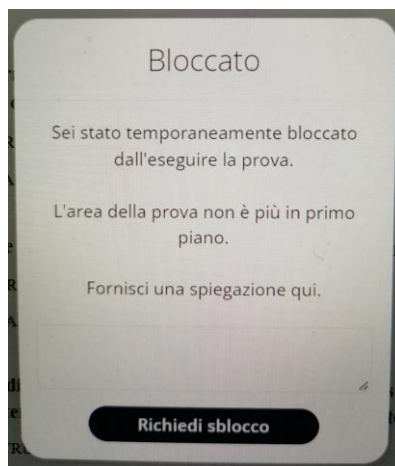 Bloccato
Sei stato temporaneamente bloccato
dall'eseguire la prova.
L'area della prova non è più in primo
piano.
Fornisci una spiegazione qui.
Richiedi sblocco